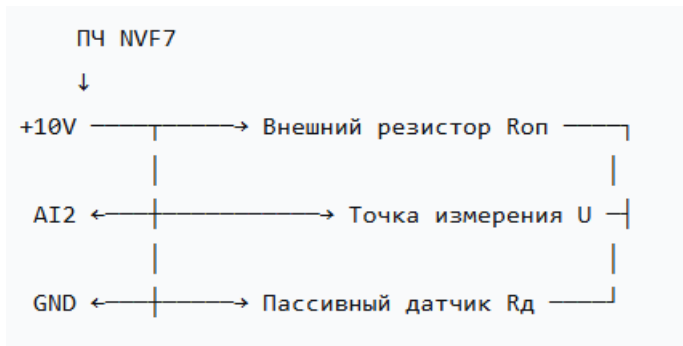 ПЧ NVF7
↓
+10V ────┬─────→ Внешний резистор Rоп ────┐
│ │
AI2 ←───┼───────────→ Точка измерения U ─┤
│ │
GND ←───┼─────→ Пассивный датчик Rд ────┘